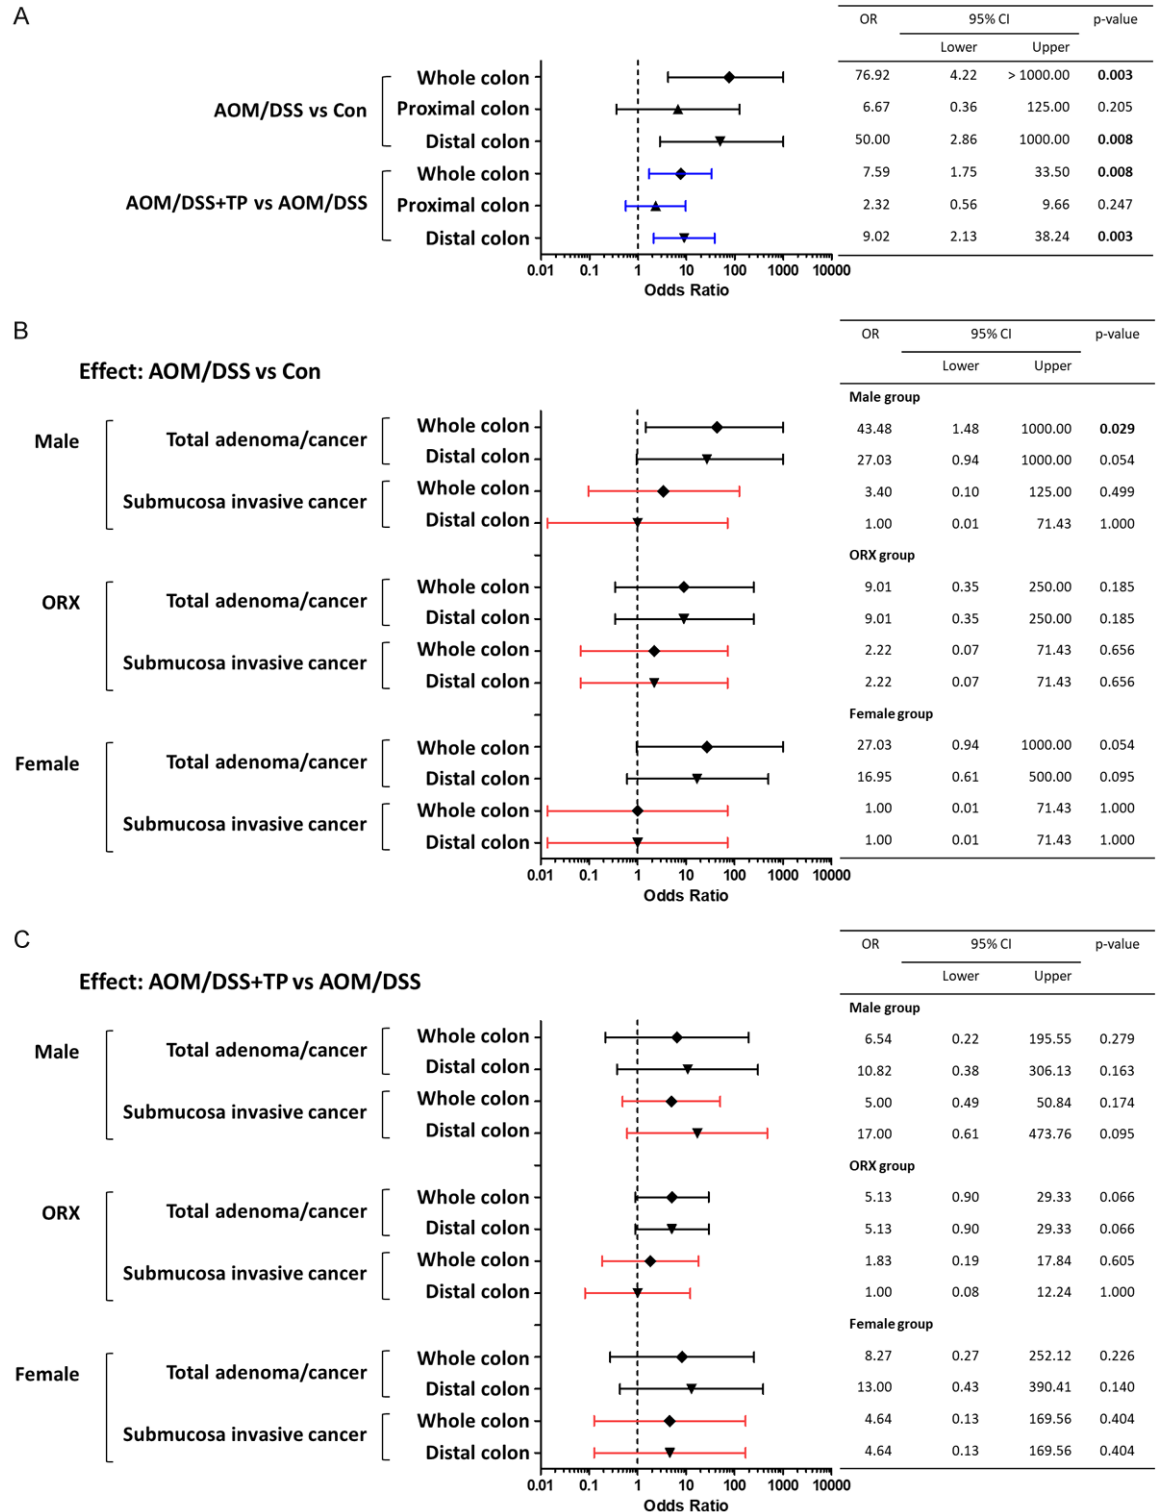 A
OR 95% CI p-value
Lower Upper
AOM/DSS vs Con
Whole colon 76.92 4.22 > 1000.00 0.003
Proximal colon 6.67 0.36 125.00 0.205
Distal colon 50.00 2.86 1000.00 0.008
AOM/DSS+TP vs AOM/DSS
Whole colon 7.59 1.75 33.50 0.008
Proximal colon 2.32 0.56 9.66 0.247
Distal colon 9.02 2.13 38.24 0.003
0.01 0.1 1 10 100 1000 10000
Odds Ratio
B
OR 95% CI p-value
Lower Upper
Effect: AOM/DSS vs Con
Male group
Male
Total adenoma/cancer
Whole colon 43.48 1.48 1000.00 0.029
Distal colon 27.03 0.94 1000.00 0.054
Submucosa invasive cancer
Whole colon 3.40 0.10 125.00 0.499
Distal colon 1.00 0.01 71.43 1.000
ORX group
ORX
Total adenoma/cancer
Whole colon 9.01 0.35 250.00 0.185
Distal colon 9.01 0.35 250.00 0.185
Submucosa invasive cancer
Whole colon 2.22 0.07 71.43 0.656
Distal colon 2.22 0.07 71.43 0.656
Female group
Female
Total adenoma/cancer
Whole colon 27.03 0.94 1000.00 0.054
Distal colon 16.95 0.61 500.00 0.095
Submucosa invasive cancer
Whole colon 1.00 0.01 71.43 1.000
Distal colon 1.00 0.01 71.43 1.000
0.01 0.1 1 10 100 1000 10000
Odds Ratio
C
OR 95% CI p-value
Lower Upper
Effect: AOM/DSS+TP vs AOM/DSS
Male group
Male
Total adenoma/cancer
Whole colon 6.54 0.22 195.55 0.279
Distal colon 10.82 0.38 306.13 0.163
Submucosa invasive cancer
Whole colon 5.00 0.49 50.84 0.174
Distal colon 17.00 0.61 473.76 0.095
ORX group
ORX
Total adenoma/cancer
Whole colon 5.13 0.90 29.33 0.066
Distal colon 5.13 0.90 29.33 0.066
Submucosa invasive cancer
Whole colon 1.83 0.19 17.84 0.605
Distal colon 1.00 0.08 12.24 1.000
Female group
Female
Total adenoma/cancer
Whole colon 8.27 0.27 252.12 0.226
Distal colon 13.00 0.43 390.41 0.140
Submucosa invasive cancer
Whole colon 4.64 0.13 169.56 0.404
Distal colon 4.64 0.13 169.56 0.404
0.01 0.1 1 10 100 1000 10000
Odds Ratio